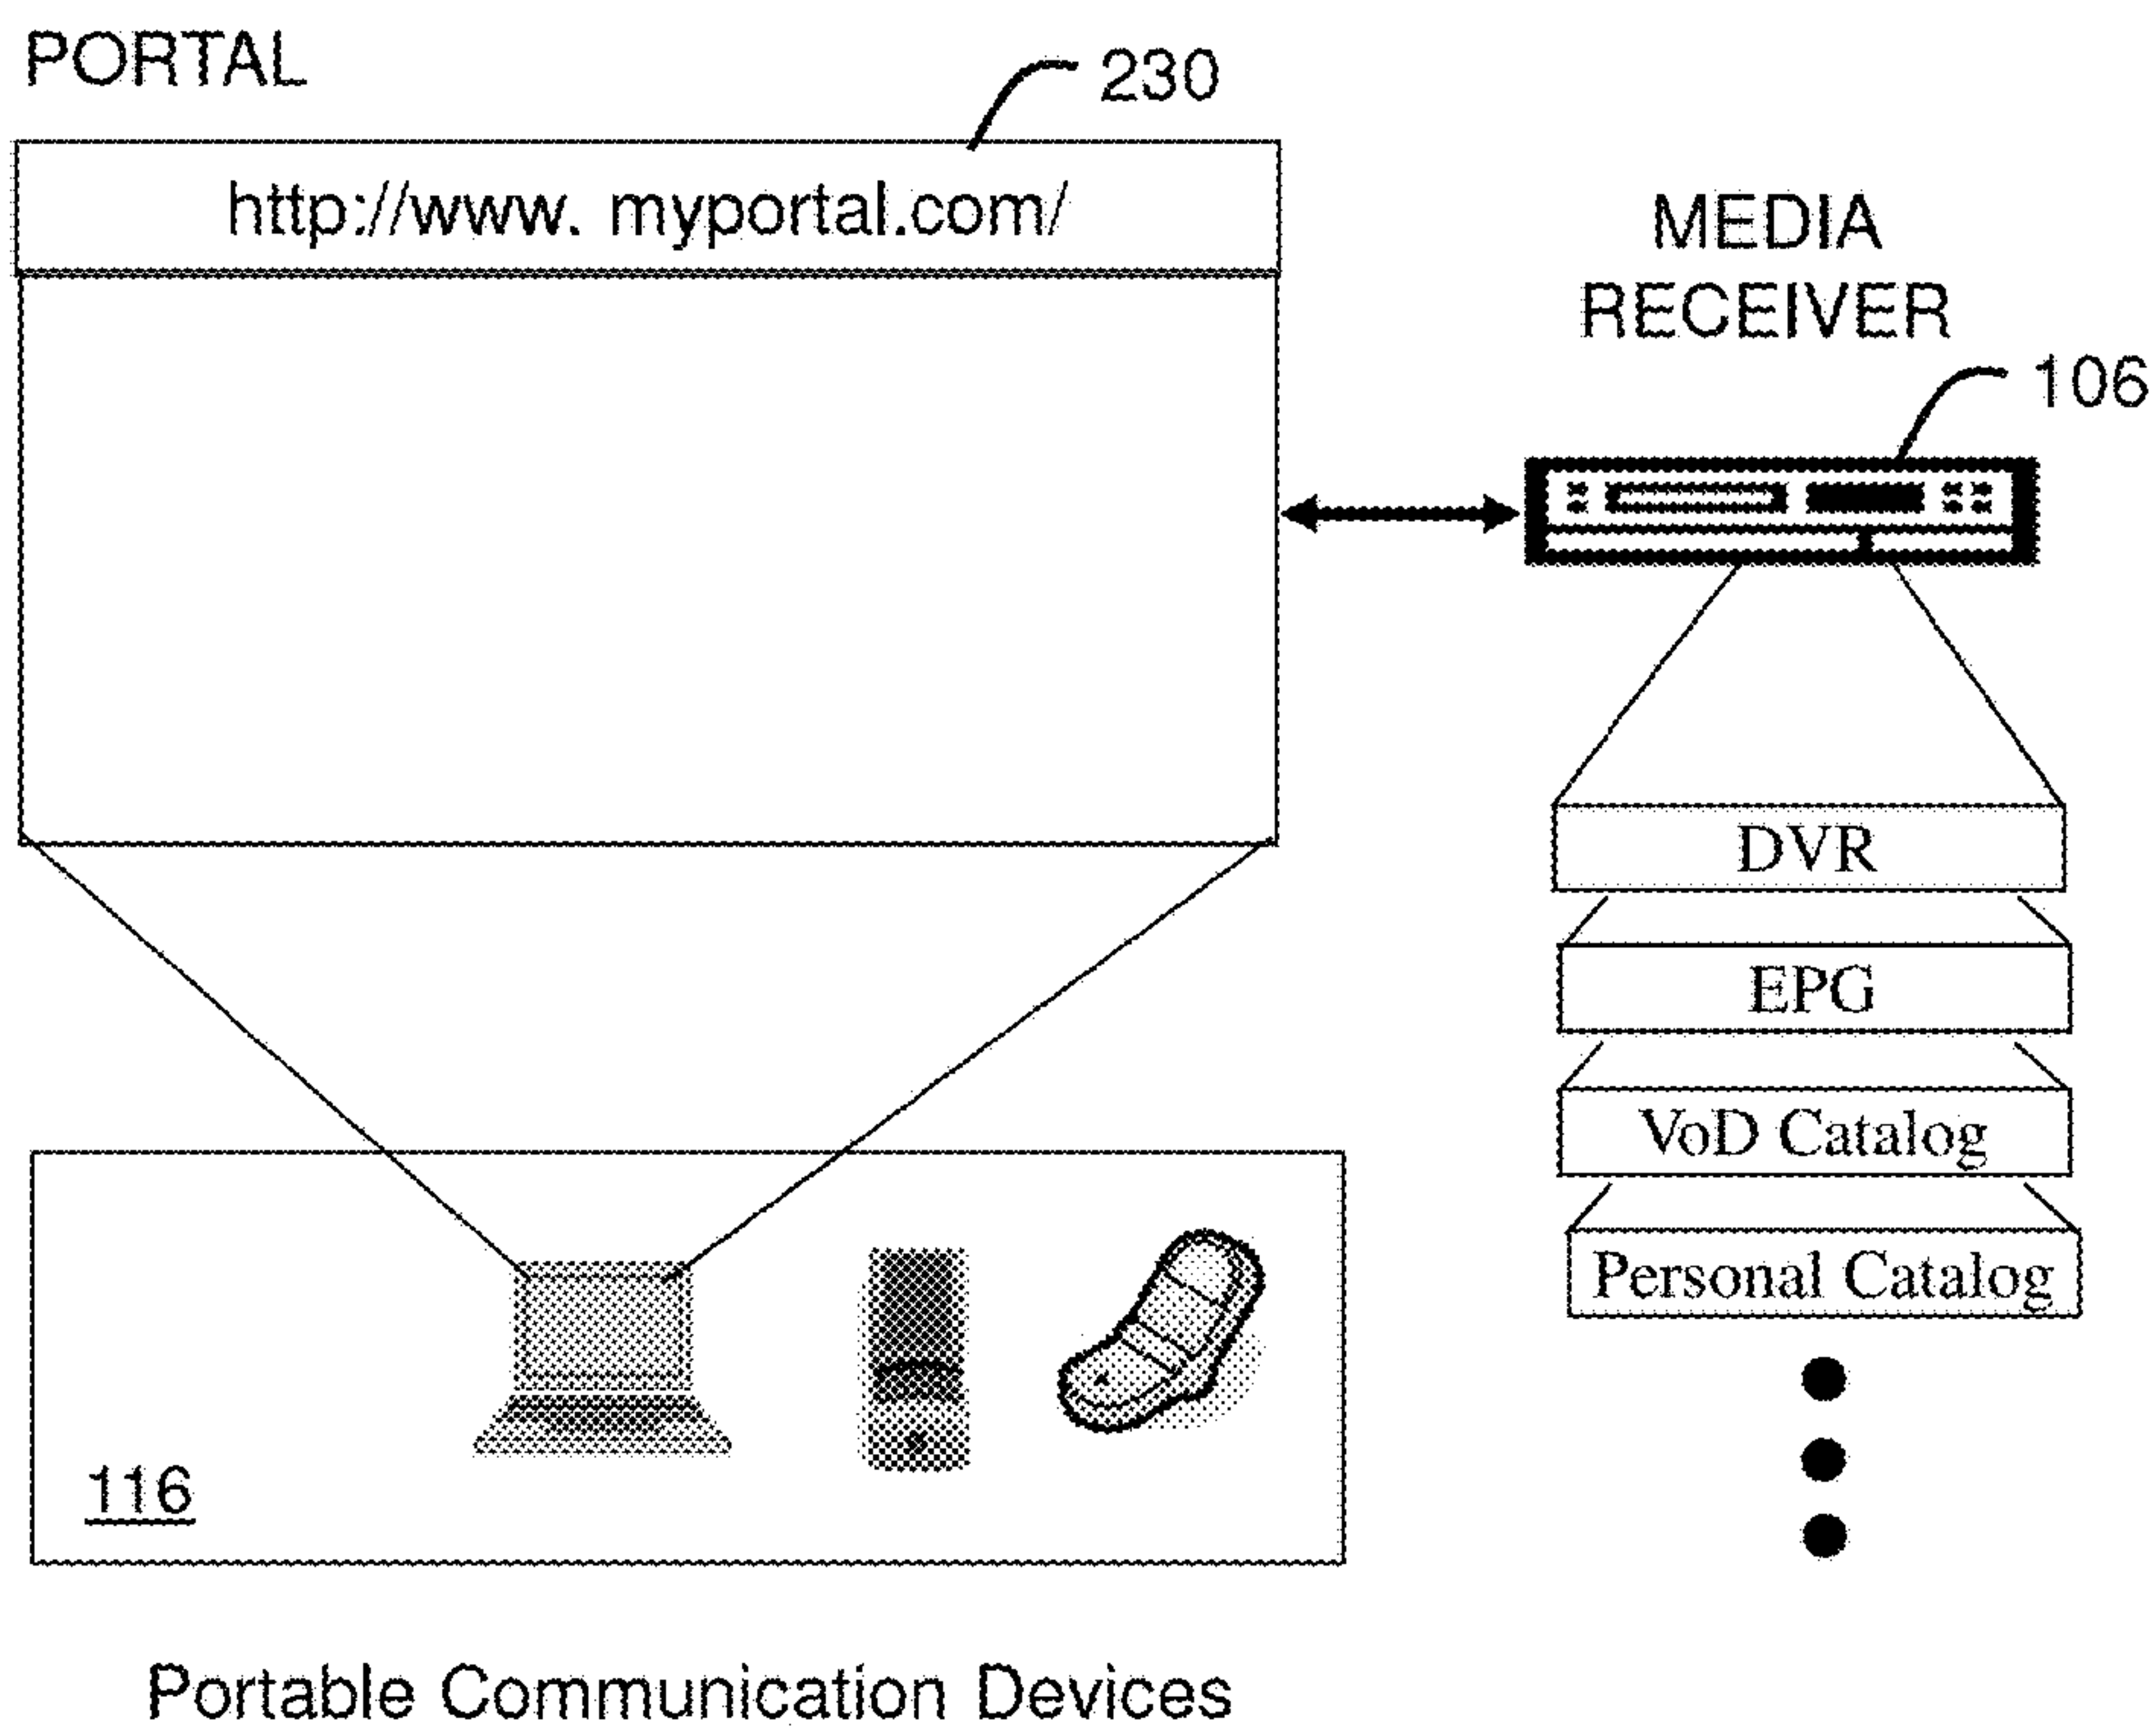 PORTAL
230
http://www. myportal.com/
MEDIA
RECEIVER
106
DVR
EPG
VoD Catalog
Personal Catalog
116
Portable Communication Devices